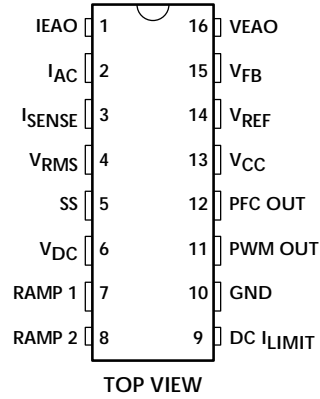 IEAO 1 16 VEAO
IAC 2 15 VFB
ISENSE 3 14 VREF
VRMS 4 13 VCC
SS 5 12 PFC OUT
VDC 6 11 PWM OUT
RAMP 1 7 10 GND
RAMP 2 8 9 DC ILIMIT
TOP VIEW